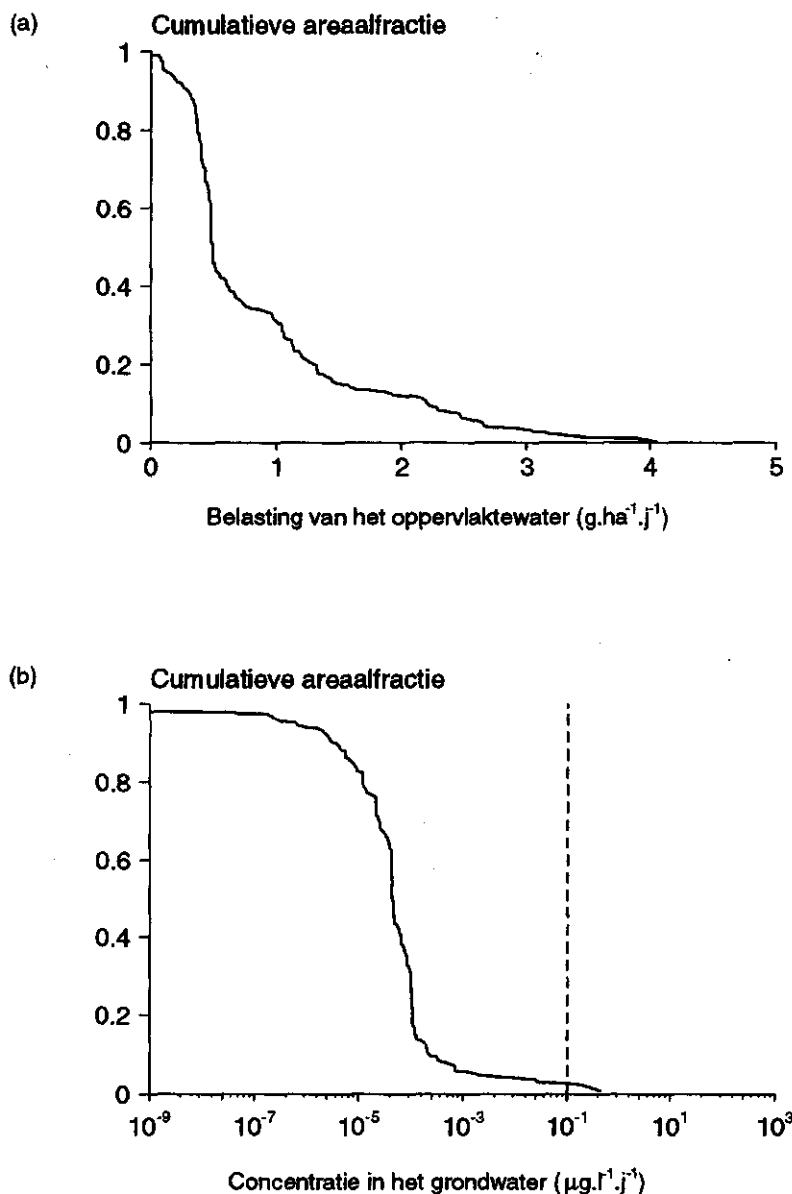 (a)
Cumulatieve areaalfractie
1
0.8
0.6
0.4
0.2
0
0 1 2 3 4 5
Belasting van het oppervlaktewater (g.ha⁻¹.j⁻¹)
(b)
Cumulatieve areaalfractie
1
0.8
0.6
0.4
0.2
0
10⁻⁹ 10⁻⁷ 10⁻⁵ 10⁻³ 10⁻¹ 10¹ 10³
Concentratie in het grondwater (µg.l⁻¹.j⁻¹)